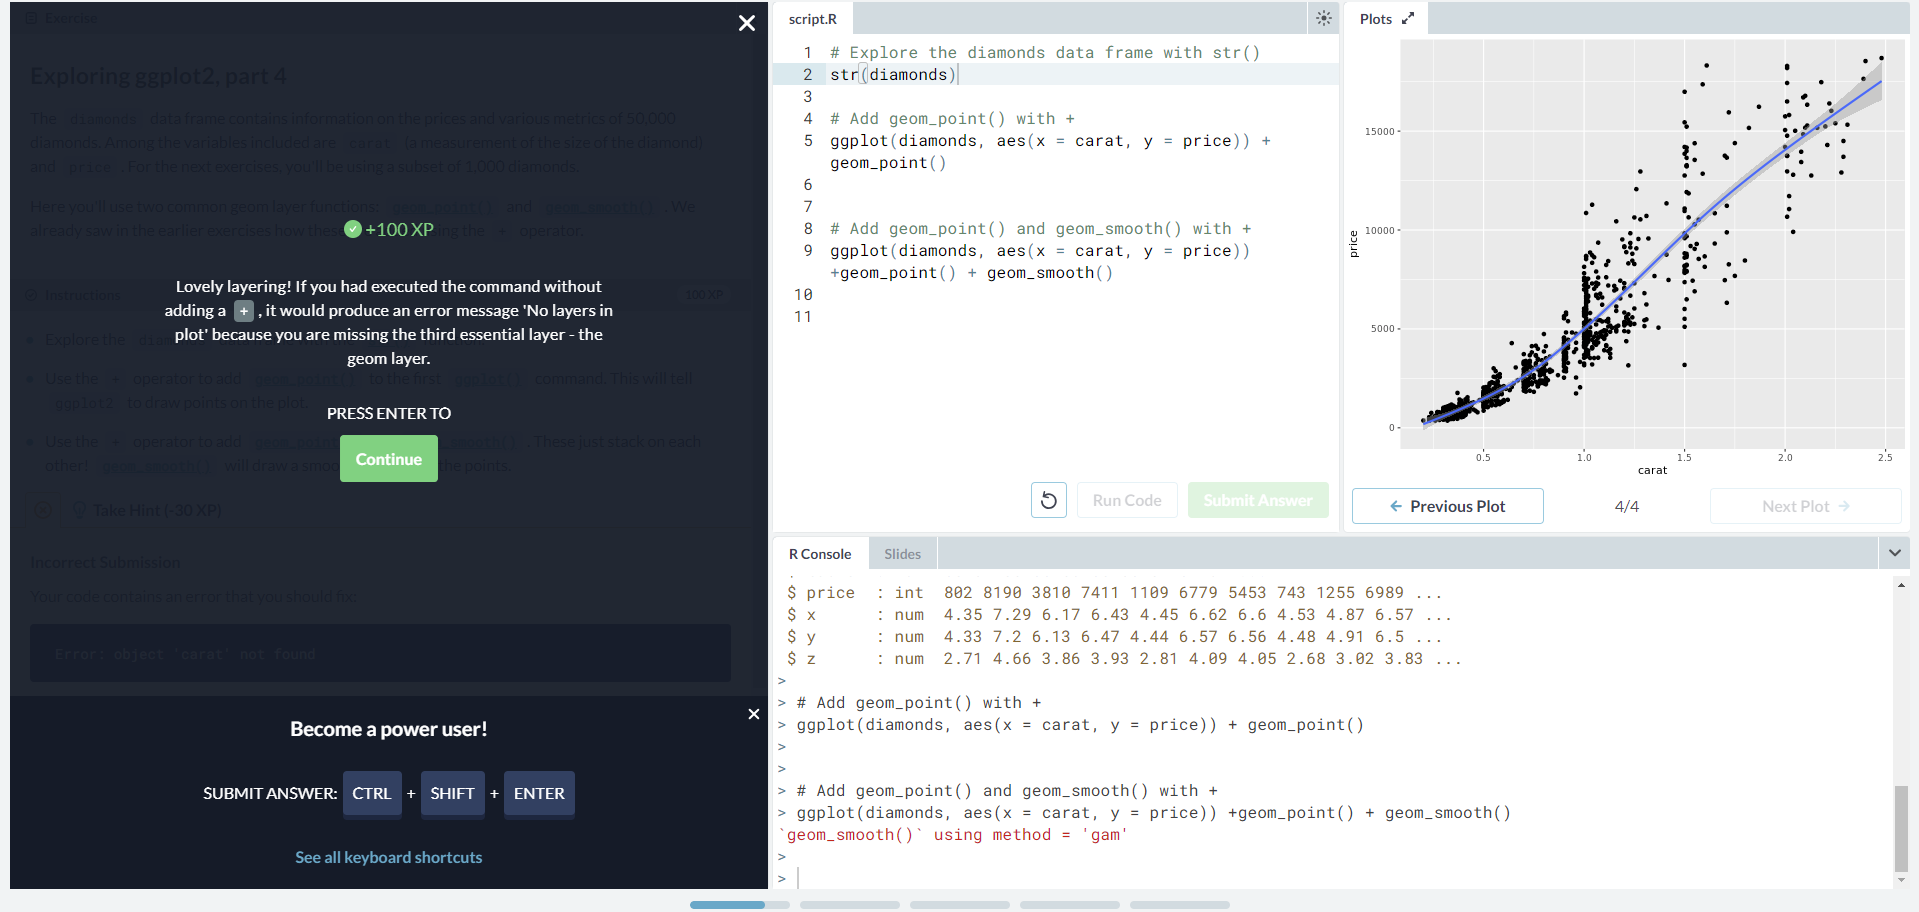 Exercise
Exploring ggplot2, part 4
The diamonds data frame contains information on the prices and various metrics of 50,000
diamonds. Among the variables included are carat (a measurement of the size of the diamond)
and price . For the next exercises, you'll be using a subset of 1,000 diamonds.
Here you'll use two common geom layer functions: geom_point() and geom_smooth() . We
already saw in the earlier exercises how these the + operator.
+100 XP
Instructions
100 XP
Lovely layering! If you had executed the command without
adding a + , it would produce an error message 'No layers in
plot' because you are missing the third essential layer - the
geom layer.
Explore the
Use the + operator to add geom_point() to the first ggplot() command. This will tell
ggplot2 to draw points on the plot.
PRESS ENTER TO
Use the + operator to add . These just stack on each
other! geom_smooth() will draw a the points.
Continue
Take Hint (-30 XP)
Incorrect Submission
Your code contains an error that you should fix:
Error: object 'carat' not found
Become a power user!
SUBMIT ANSWER: CTRL + SHIFT + ENTER
See all keyboard shortcuts
script.R
1 # Explore the diamonds data frame with str()
2 str(diamonds)
3
4 # Add geom_point() with +
5 ggplot(diamonds, aes(x = carat, y = price)) +
geom_point()
6
7
8 # Add geom_point() and geom_smooth() with +
9 ggplot(diamonds, aes(x = carat, y = price))
+geom_point() + geom_smooth()
10
11
Run Code
Submit Answer
Plots
15000
10000
5000
0
price
0.5 1.0 1.5 2.0 2.5
carat
Previous Plot
4/4
Next Plot
R Console
Slides
$ price : int 802 8190 3810 7411 1109 6779 5453 743 1255 6989 ...
$ x : num 4.35 7.29 6.17 6.43 4.45 6.62 6.6 4.53 4.87 6.57 ...
$ y : num 4.33 7.2 6.13 6.47 4.44 6.57 6.56 4.48 4.91 6.5 ...
$ z : num 2.71 4.66 3.86 3.93 2.81 4.09 4.05 2.68 3.02 3.83 ...
>
> # Add geom_point() with +
> ggplot(diamonds, aes(x = carat, y = price)) + geom_point()
>
>
> # Add geom_point() and geom_smooth() with +
> ggplot(diamonds, aes(x = carat, y = price)) +geom_point() + geom_smooth()
`geom_smooth()` using method = 'gam'
>
>